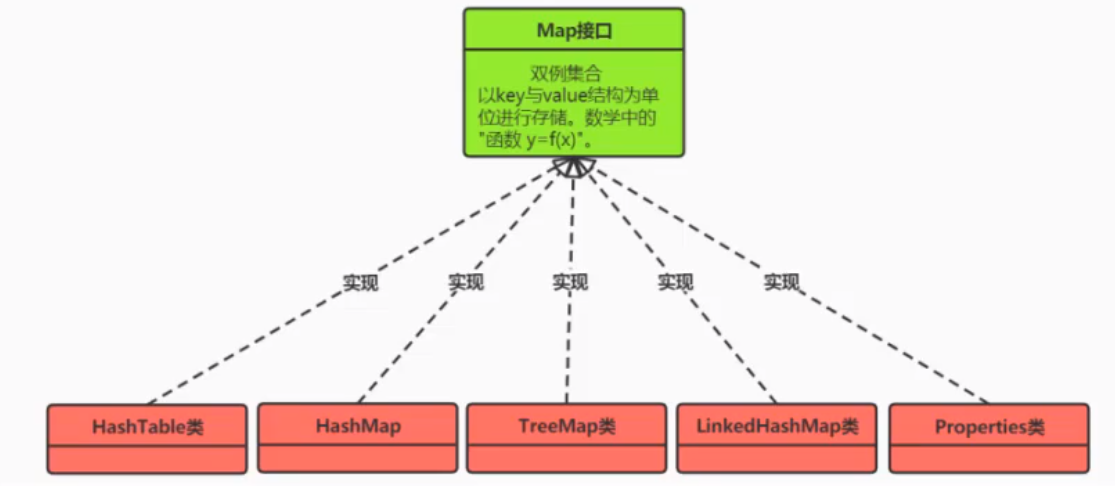 Map接口
双例集合
以key与value结构为单
位进行存储。数学中的
"函数 y=f(x)"。
实现 实现 实现 实现 实现
HashTable类 HashMap TreeMap类 LinkedHashMap类 Properties类